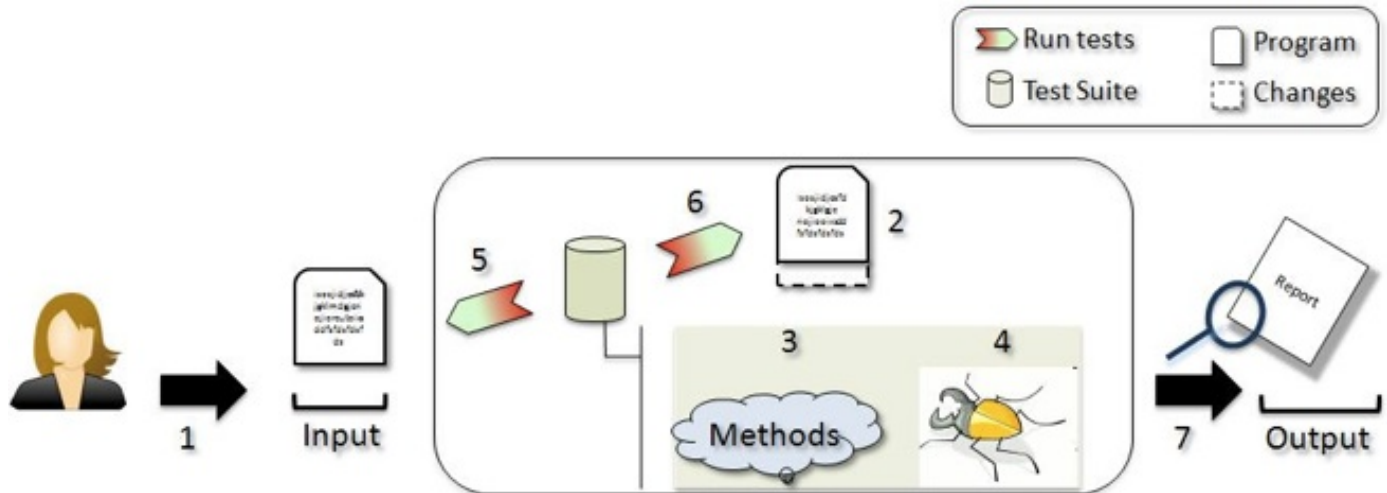 Run tests
Program
Test Suite
Changes
6
2
5
Report
3
4
Methods
1
Input
7
Output